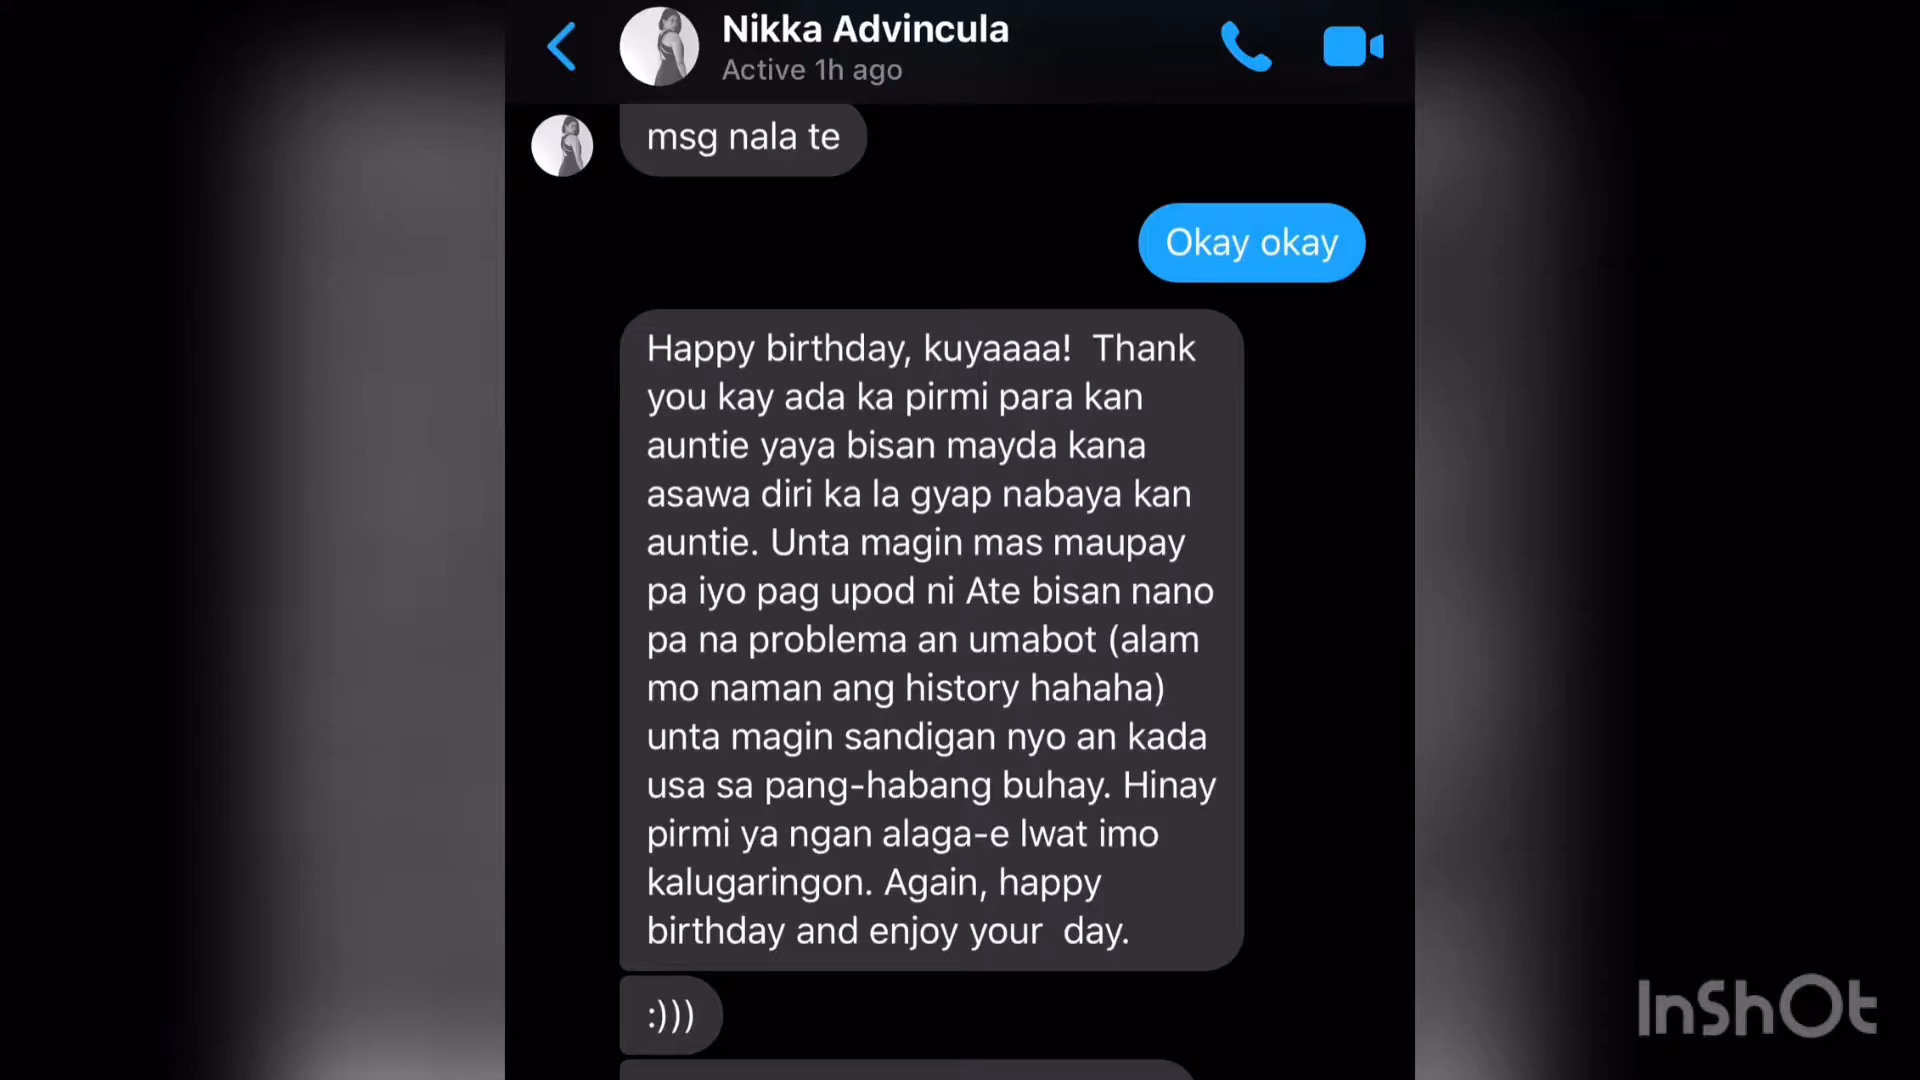 Nikka Advincula
Active 1h ago
msg nala te
Okay okay
Happy birthday, kuyaaaa!  Thank
you kay ada ka pirmi para kan
auntie yaya bisan mayda kana
asawa diri ka la gyap nabaya kan
auntie. Unta magin mas maupay
pa iyo pag upod ni Ate bisan nano
pa na problema an umabot (alam
mo naman ang history hahaha)
unta magin sandigan nyo an kada
usa sa pang-habang buhay. Hinay
pirmi ya ngan alaga-e lwat imo
kalugaringon. Again, happy
birthday and enjoy your  day.
:)))
InShOt